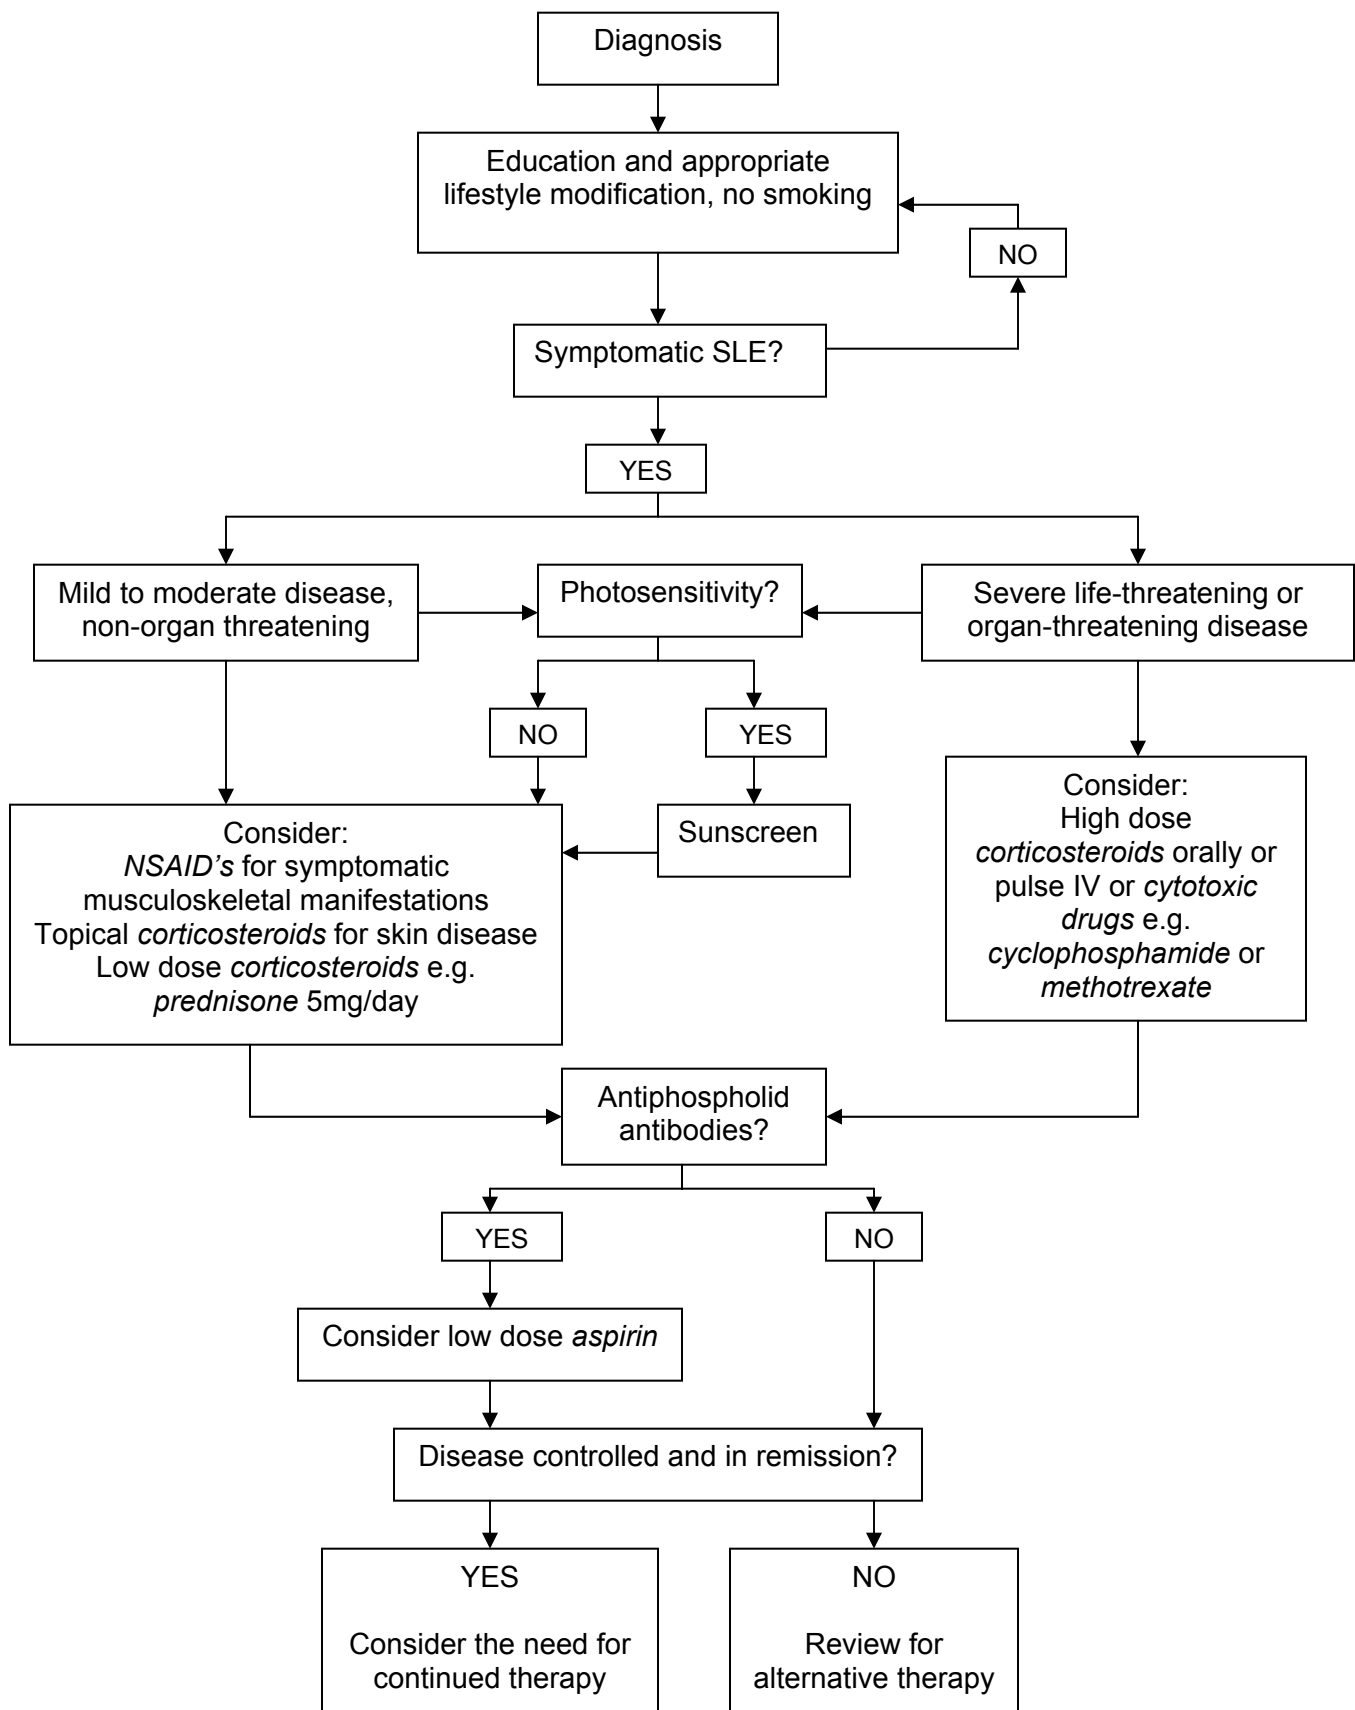 Diagnosis
Education and appropriate
lifestyle modification, no smoking
NO
Symptomatic SLE?
YES
Mild to moderate disease,
non-organ threatening
Photosensitivity?
Severe life-threatening or
organ-threatening disease
NO
YES
Consider:
NSAID’s for symptomatic
musculoskeletal manifestations
Topical corticosteroids for skin disease
Low dose corticosteroids e.g.
prednisone 5mg/day
Sunscreen
Consider:
High dose
corticosteroids orally or
pulse IV or cytotoxic
drugs e.g.
cyclophosphamide or
methotrexate
Antiphospholid
antibodies?
YES
NO
Consider low dose aspirin
Disease controlled and in remission?
YES
Consider the need for
continued therapy
NO
Review for
alternative therapy